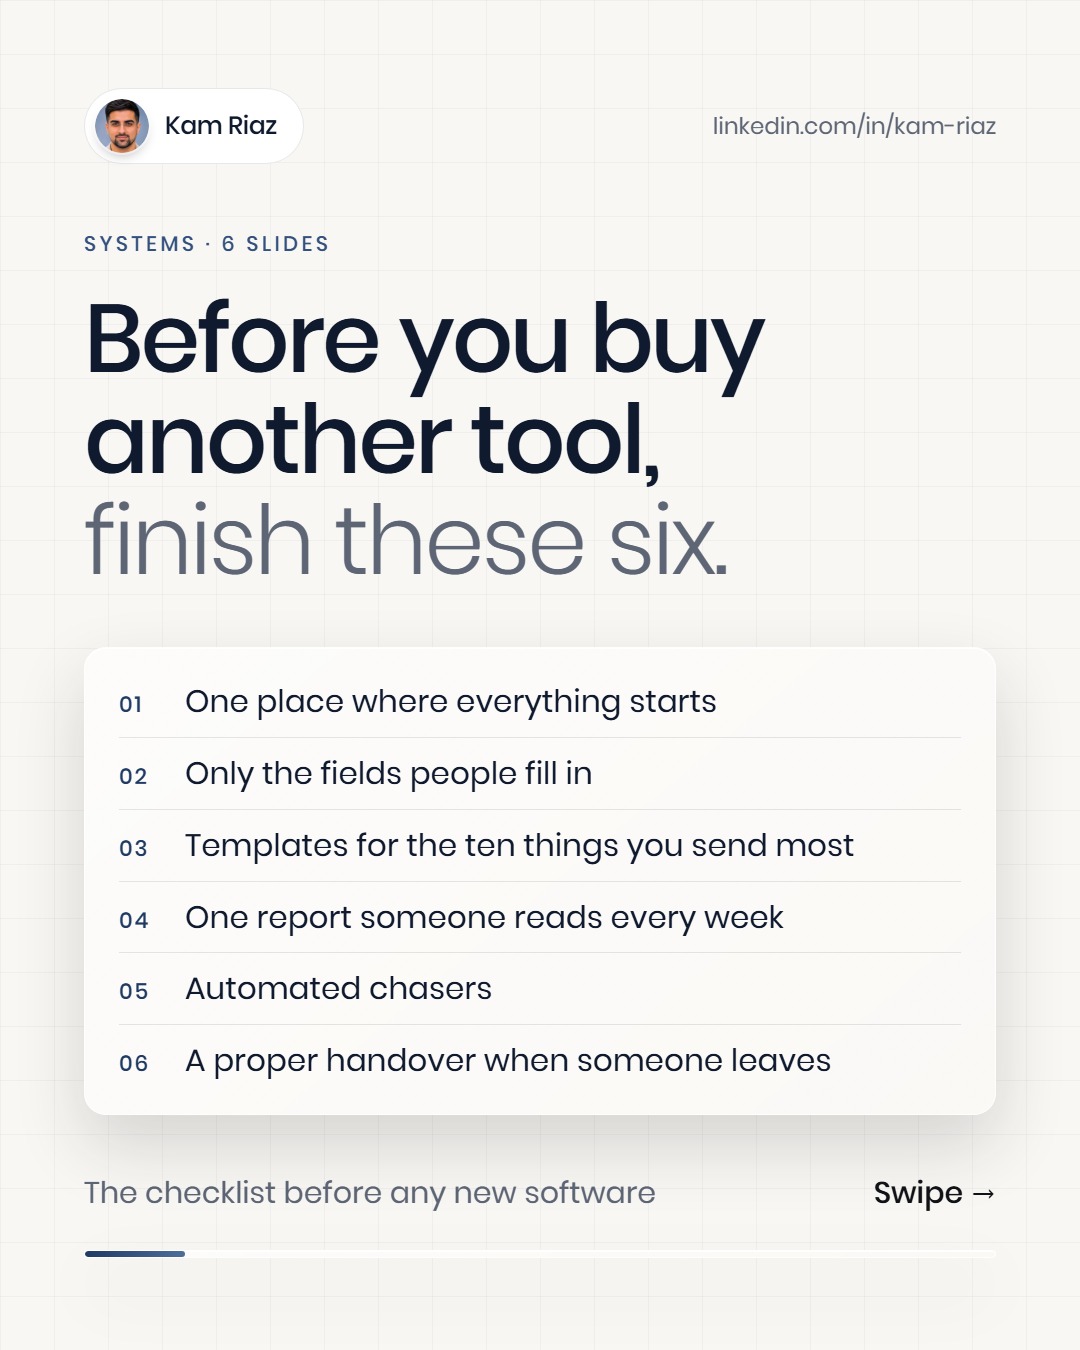 Kam Riaz
linkedin.com/in/kam-riaz
SYSTEMS · 6 SLIDES
Before you buy
another tool,
finish these six.
01 One place where everything starts
02 Only the fields people fill in
03 Templates for the ten things you send most
04 One report someone reads every week
05 Automated chasers
06 A proper handover when someone leaves
The checklist before any new software
Swipe →